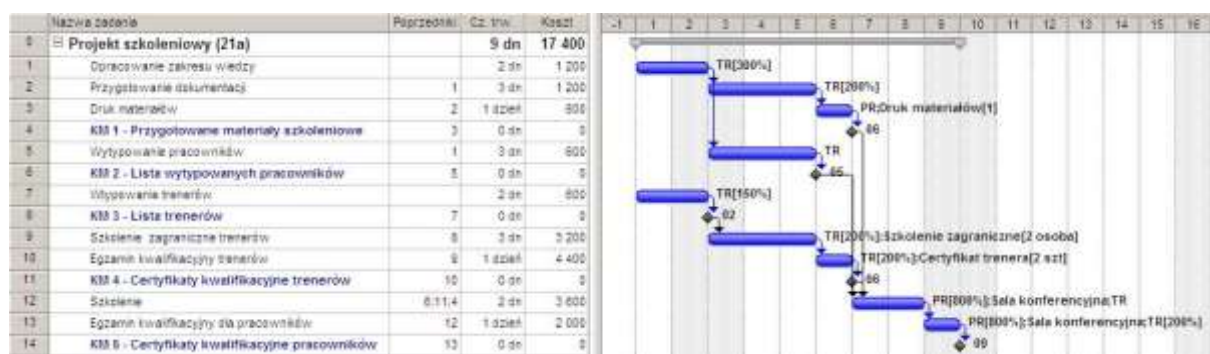 Nazwa zadania Poprzedniki Cz. trw. Koszt -1 1 2 3 4 5 6 7 8 9 10 11 12 13 14 15 16
0 Projekt szkoleniowy (21a) 9 dn 17 400
1 Opracowanie zakresu wiedzy 2 dn 1 200 TR[300%]
2 Przygotowanie dokumentacji 1 3 dn 1 200 TR[200%]
3 Druk materiałów 2 1 dzień 600 PR;Druk materiałów[1]
4 KM 1 - Przygotowane materiały szkoleniowe 3 0 dn 0 06
5 Wytypowanie pracowników 1 3 dn 600 TR
6 KM 2 - Lista wytypowanych pracowników 5 0 dn 0 05
7 Wtypowanie trenerów 2 dn 600 TR[150%]
8 KM 3 - Lista trenerów 7 0 dn 0 02
9 Szkolenie zagraniczne trenerów 8 3 dn 3 200 TR[200%];Szkolenie zagraniczne[2 osoba]
10 Egzamin kwalifikacyjny trenerów 9 1 dzień 4 400 TR[200%];Certyfikat trenera[2 szt]
11 KM 4 - Certyfikaty kwalifikacyjne trenerów 10 0 dn 0 06
12 Szkolenie 6;11;4 2 dn 3 600 PR[800%];Sala konferencyjna;TR
13 Egzamin kwalifikacyjny dla pracowników 12 1 dzień 2 000 PR[800%];Sala konferencyjna;TR[200%]
14 KM 5 - Certyfikaty kwalifikacyjne pracowników 13 0 dn 0 09